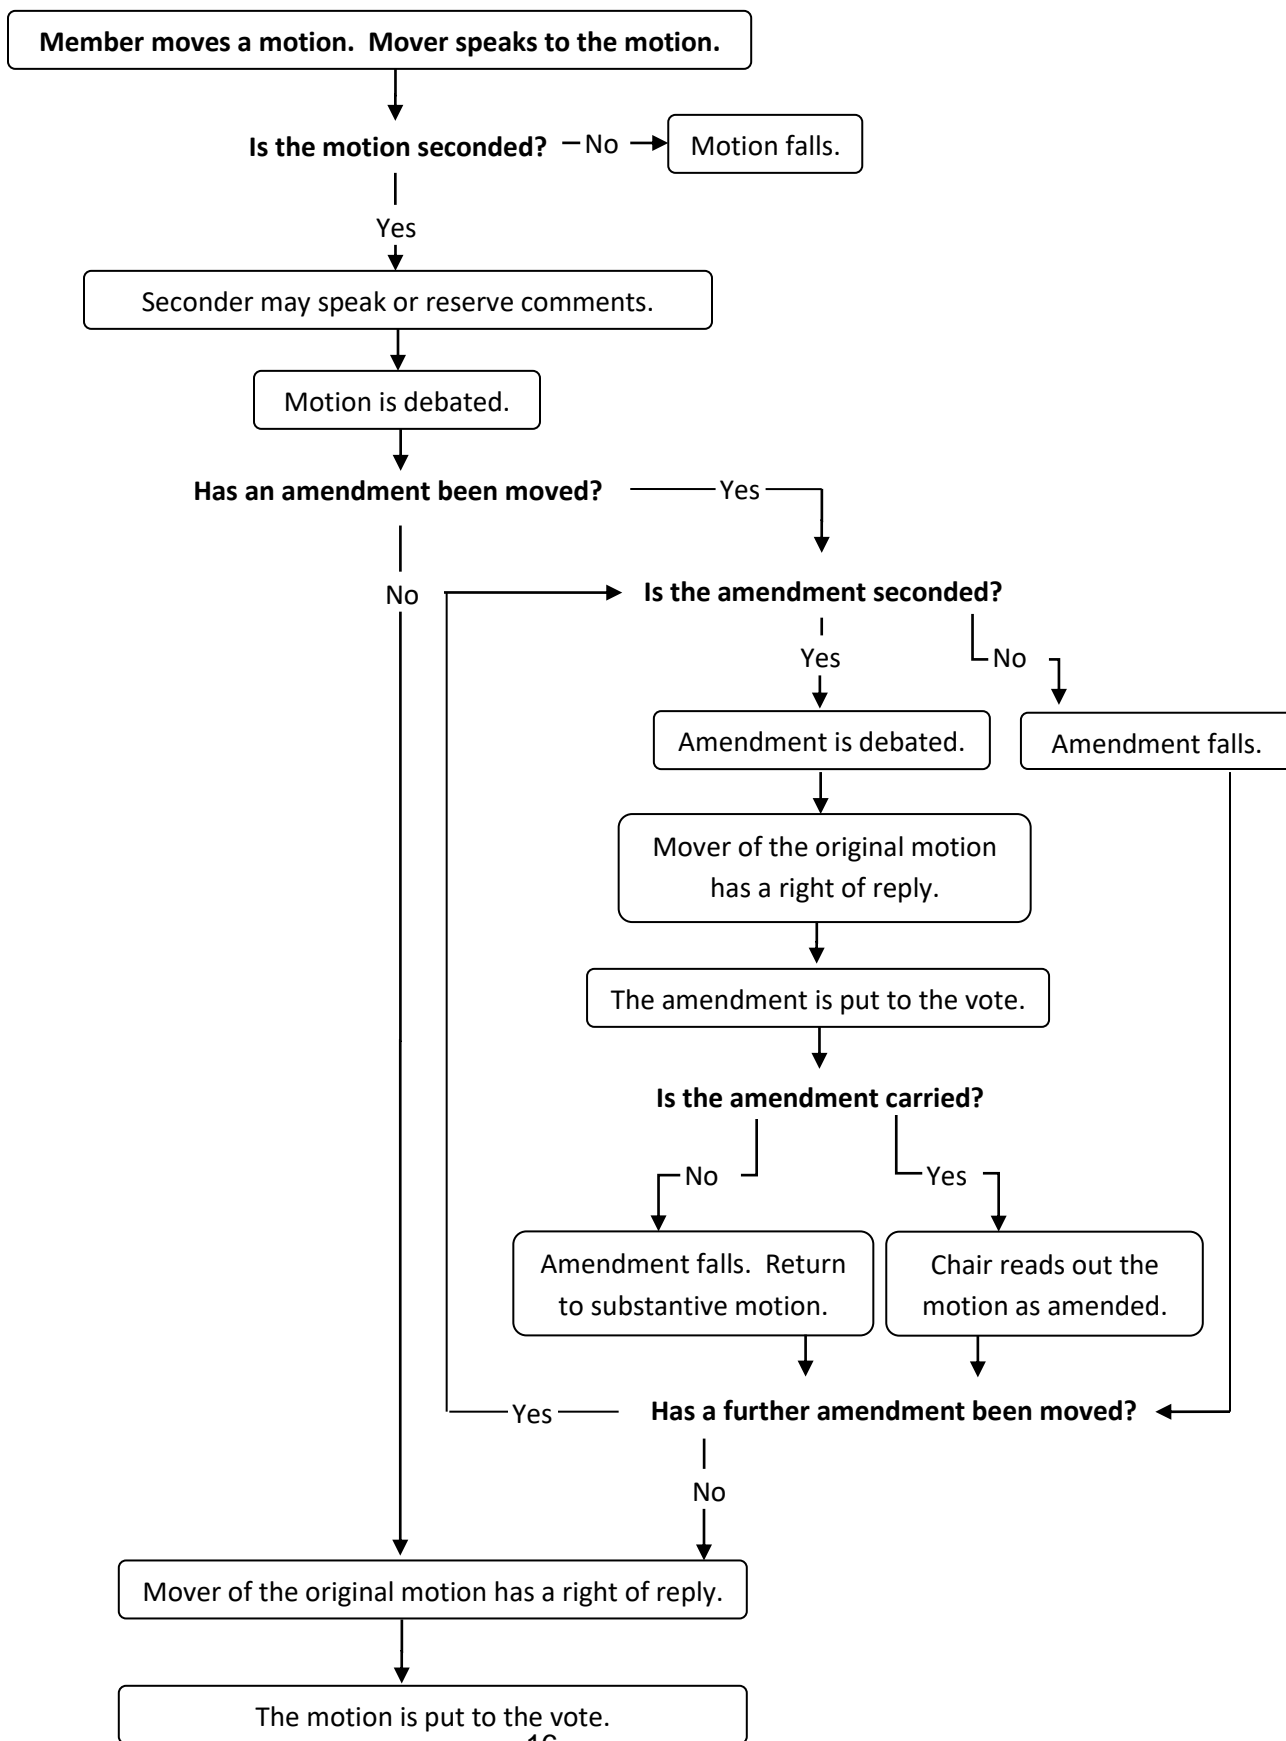 Member moves a motion.  Mover speaks to the motion.
Is the motion seconded?
No
Motion falls.
Yes
Seconder may speak or reserve comments.
Motion is debated.
Has an amendment been moved?
Yes
No
Is the amendment seconded?
Yes
No
Amendment is debated.
Amendment falls.
Mover of the original motion
has a right of reply.
The amendment is put to the vote.
Is the amendment carried?
No
Yes
Amendment falls.  Return
to substantive motion.
Chair reads out the
motion as amended.
Yes
Has a further amendment been moved?
No
Mover of the original motion has a right of reply.
The motion is put to the vote.